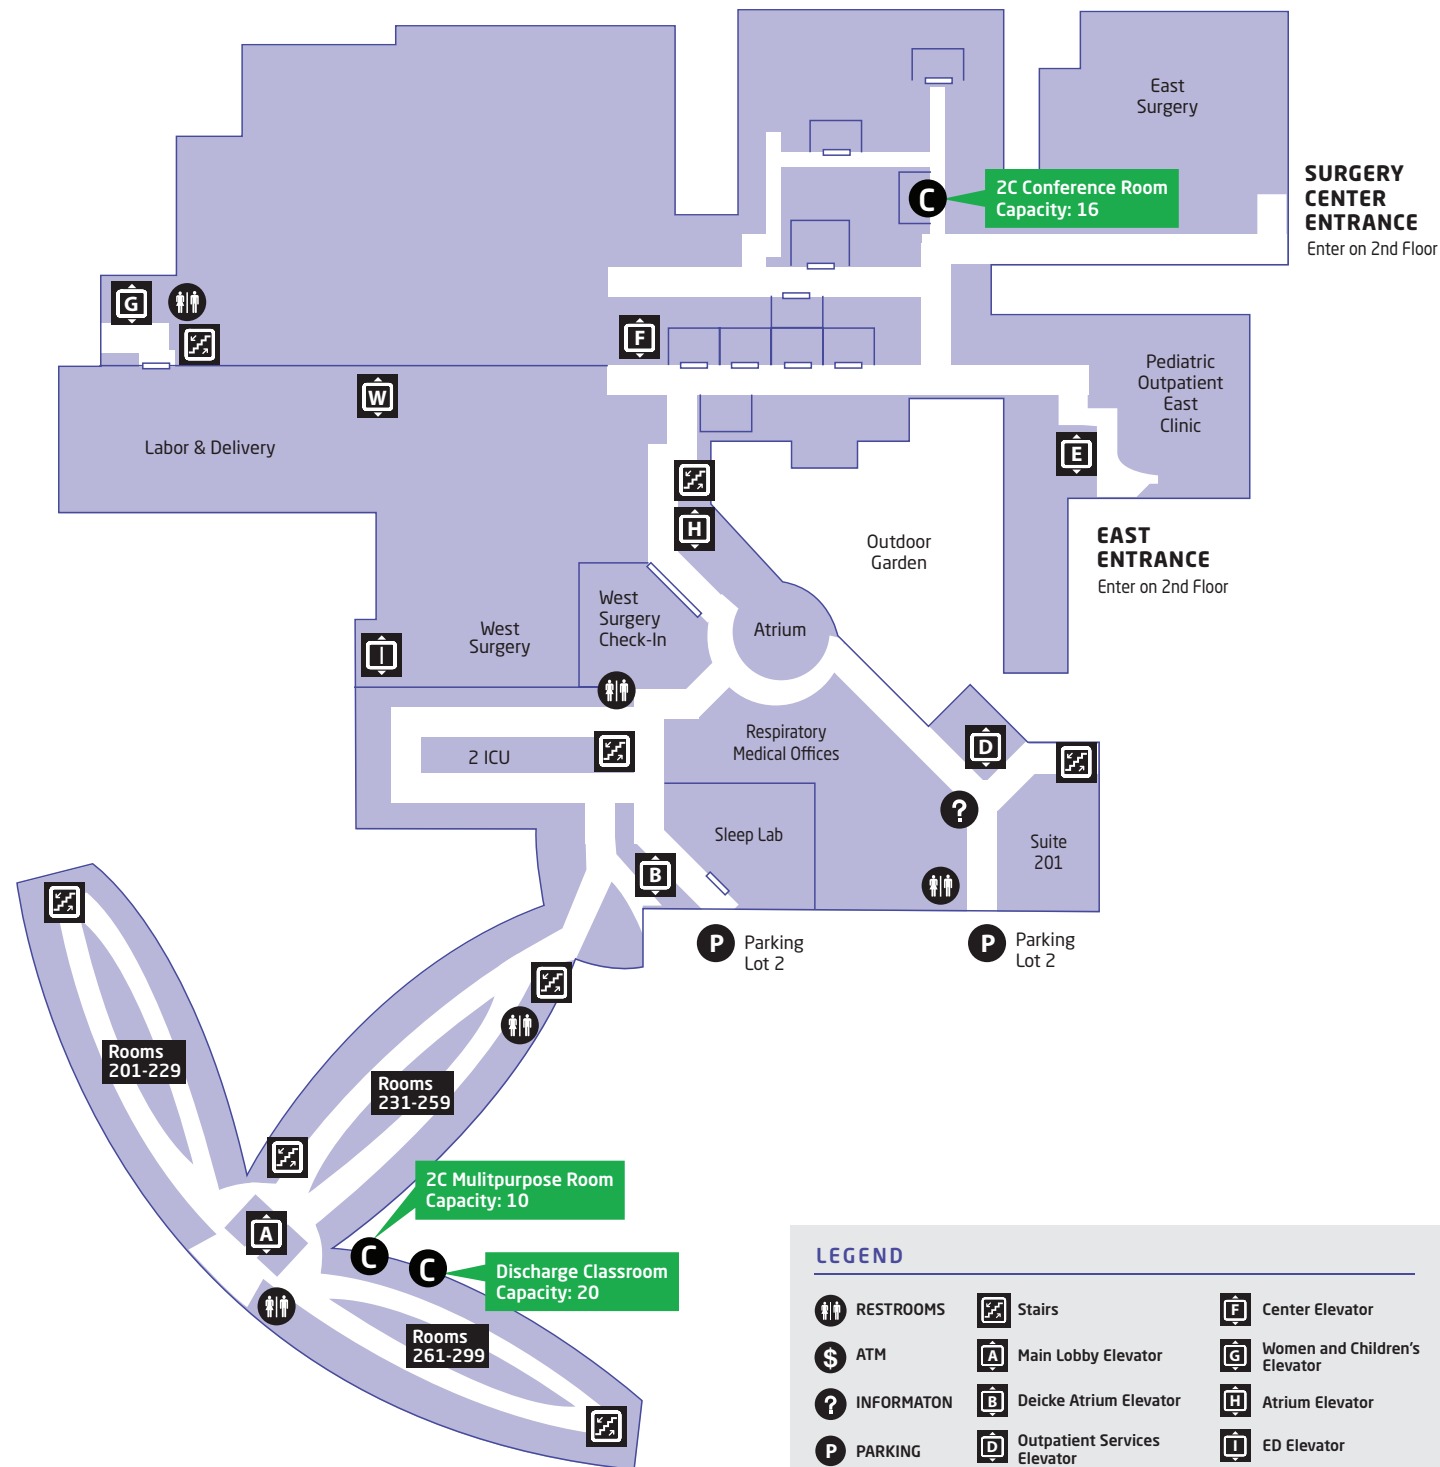 East
Surgery
SURGERY
CENTER
ENTRANCE
Enter on 2nd Floor
C
2C Conference Room
Capacity: 16
G
F
W
Labor & Delivery
Pediatric
Outpatient
East
Clinic
E
H
Outdoor
Garden
EAST
ENTRANCE
Enter on 2nd Floor
West
Surgery
Check-In
West
Surgery
I
Atrium
2 ICU
Respiratory
Medical Offices
D
?
Sleep Lab
Suite
201
B
P
Parking
Lot 2
P
Parking
Lot 2
Rooms
201-229
Rooms
231-259
2C Mulitpurpose Room
Capacity: 10
A
C
C
Discharge Classroom
Capacity: 20
Rooms
261-299
LEGEND
RESTROOMS
$ ATM
? INFORMATON
P PARKING
Stairs
A Main Lobby Elevator
B Deicke Atrium Elevator
D Outpatient Services
Elevator
F Center Elevator
G Women and Children's
Elevator
H Atrium Elevator
I ED Elevator